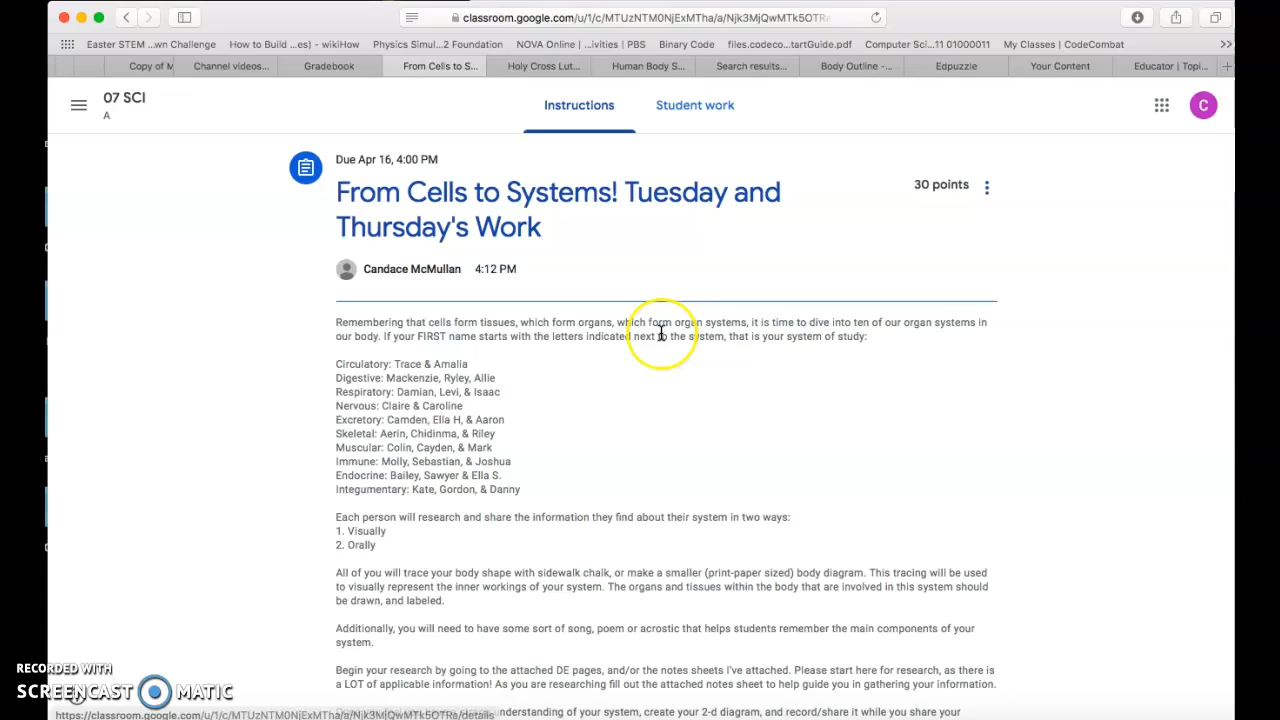 classroom.google.com/u/1/c/MTUzNTM0NjExMTha/a/Njk3MjQwMTk5OTRa
Easter STEM ...wn Challenge How to Build ...es) - wikiHow Physics Simul...2 Foundation NOVA Online | ...ivities | PBS Binary Code files.codeco...tartGuide.pdf Computer Sci...11 01000011 My Classes | CodeCombat
Copy of M Channel videos... Gradebook From Cells to S... Holy Cross Lut... Human Body S... Search results... Body Outline -... Edpuzzle Your Content Educator | Topi...
07 SCI
A
Instructions Student work
C
Due Apr 16, 4:00 PM
From Cells to Systems! Tuesday and
Thursday's Work
30 points
Candace McMullan 4:12 PM
Remembering that cells form tissues, which form organs, which form organ systems, it is time to dive into ten of our organ systems in
our body. If your FIRST name starts with the letters indicated next to the system, that is your system of study:
Circulatory: Trace & Amalia
Digestive: Mackenzie, Ryley, Allie
Respiratory: Damian, Levi, & Isaac
Nervous: Claire & Caroline
Excretory: Camden, Ella H, & Aaron
Skeletal: Aerin, Chidinma, & Riley
Muscular: Colin, Cayden, & Mark
Immune: Molly, Sebastian, & Joshua
Endocrine: Bailey, Sawyer & Ella S.
Integumentary: Kate, Gordon, & Danny
Each person will research and share the information they find about their system in two ways:
1. Visually
2. Orally
All of you will trace your body shape with sidewalk chalk, or make a smaller (print-paper sized) body diagram. This tracing will be used
to visually represent the inner workings of your system. The organs and tissues within the body that are involved in this system should
be drawn, and labeled.
Additionally, you will need to have some sort of song, poem or acrostic that helps students remember the main components of your
system.
Begin your research by going to the attached DE pages, and/or the notes sheets I've attached. Please start here for research, as there is
a LOT of applicable information! As you are researching fill out the attached notes sheet to help guide you in gathering your information.
understanding of your system, create your 2-d diagram, and record/share it while you share your
RECORDED WITH
SCREENCAST MATIC
https://classroom.google.com/u/1/c/MTUzNTM0NjExMTha/a/Njk3MjQwMTk5OTRa/details